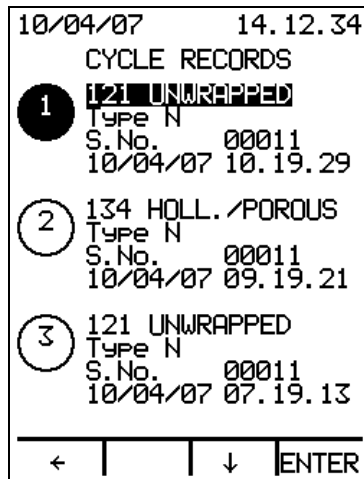 10/04/07 14.12.34
CYCLE RECORDS
1 121 UNWRAPPED
Type N
S.No. 00011
10/04/07 10.19.29
2 134 HOLL./POROUS
Type N
S.No. 00011
10/04/07 09.19.21
3 121 UNWRAPPED
Type N
S.No. 00011
10/04/07 07.19.13
← ↓ ENTER